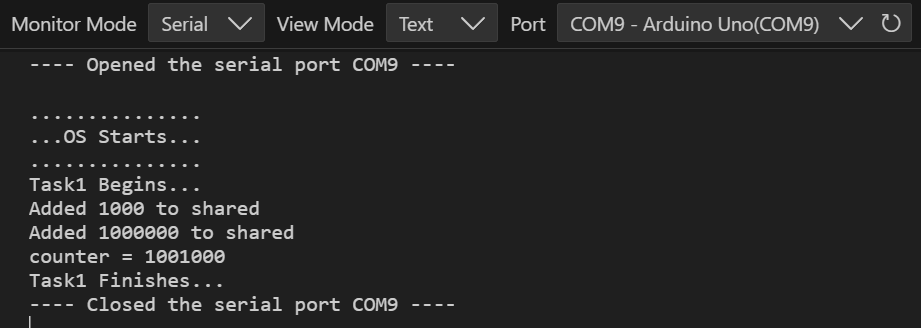 Monitor Mode Serial View Mode Text Port COM9 - Arduino Uno(COM9)
---- Opened the serial port COM9 ----
...............
...OS Starts...
...............
Task1 Begins...
Added 1000 to shared
Added 1000000 to shared
counter = 1001000
Task1 Finishes...
---- Closed the serial port COM9 ----